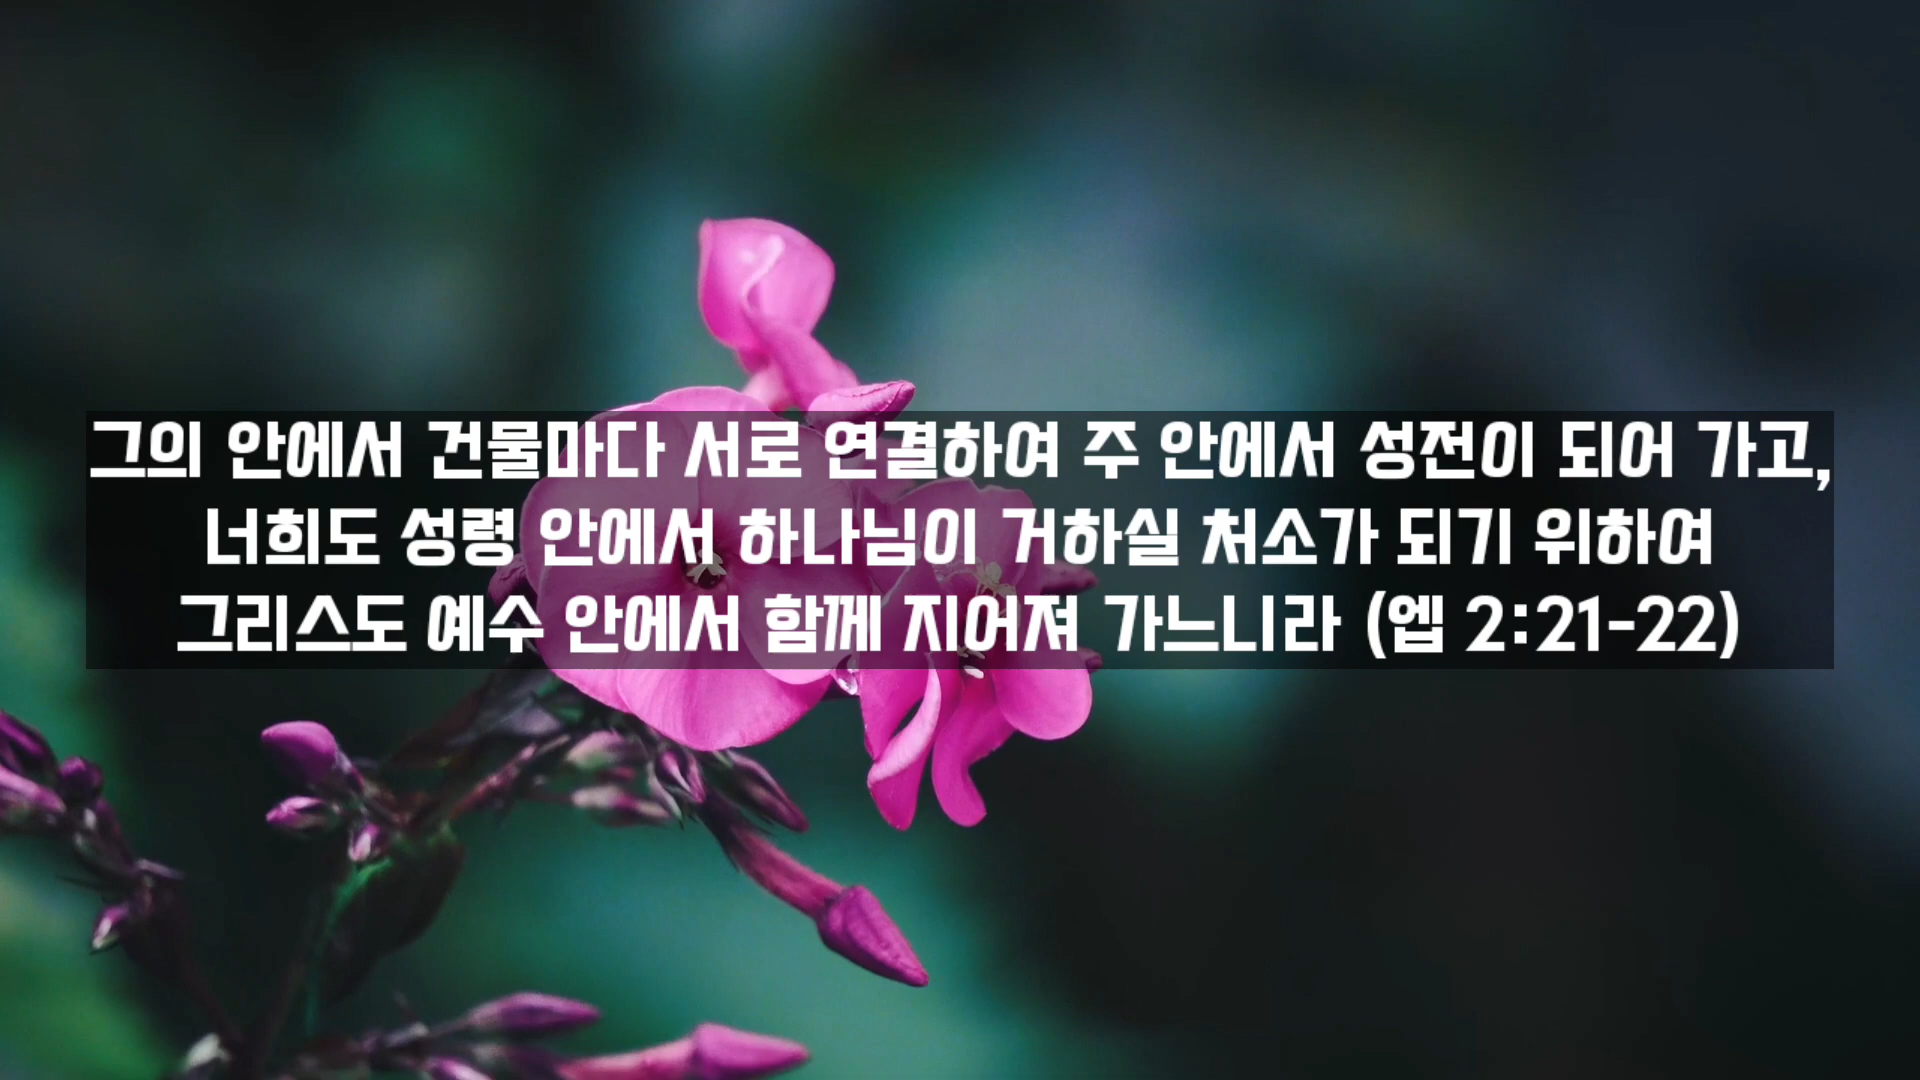 그의 안에서 건물마다 서로 연결하여 주 안에서 성전이 되어 가고,
너희도 성령 안에서 하나님이 거하실 처소가 되기 위하여
그리스도 예수 안에서 함께 지어져 가느니라 (엡 2:21-22)